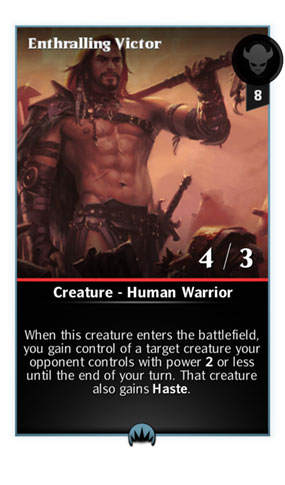 Enthralling Victor
8
4 / 3
Creature - Human Warrior
When this creature enters the battlefield,
you gain control of a target creature your
opponent controls with power 2 or less
until the end of your turn. That creature
also gains Haste.